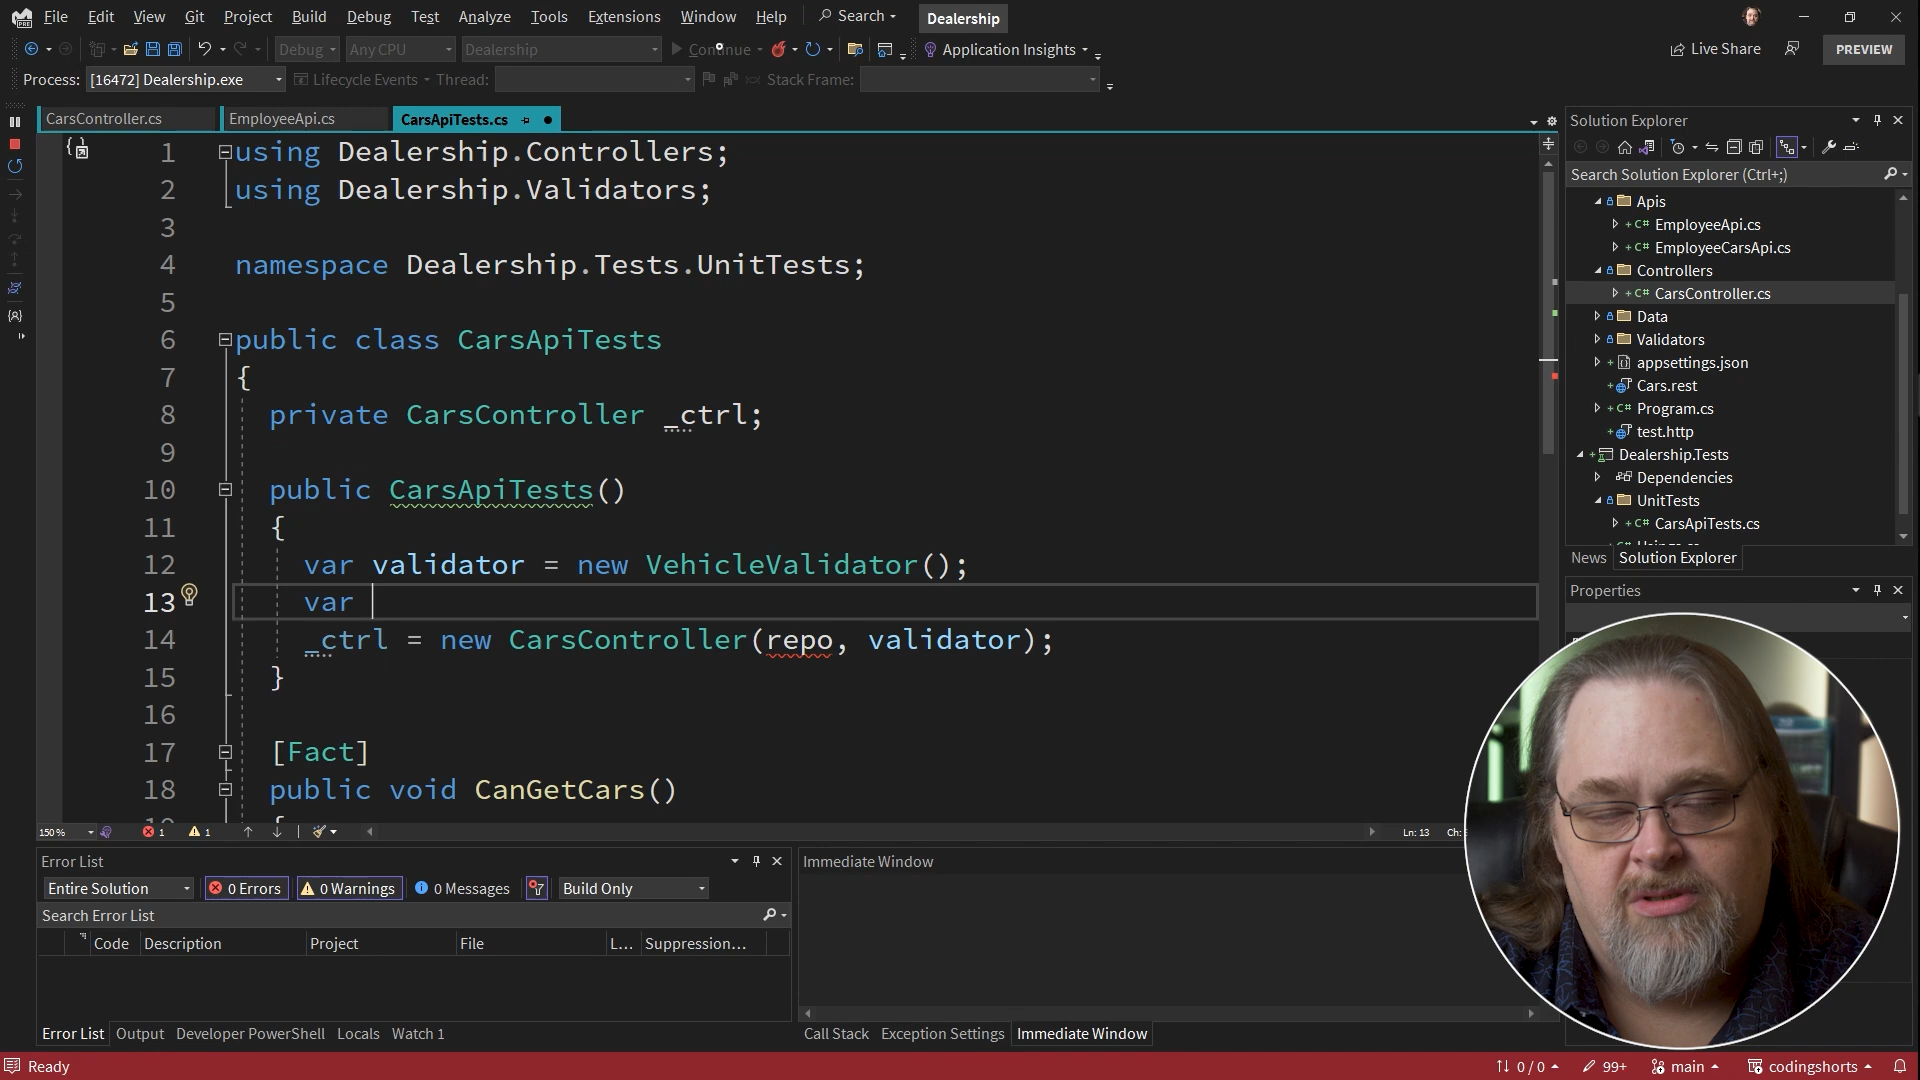 File Edit View Git Project Build Debug Test Analyze Tools Extensions Window Help Search Dealership
Debug Any CPU Dealership Continue Application Insights Live Share PREVIEW
Process: [16472] Dealership.exe Lifecycle Events Thread: Stack Frame:
CarsController.cs EmployeeApi.cs CarsApiTests.cs
1 using Dealership.Controllers;
2 using Dealership.Validators;
3
4 namespace Dealership.Tests.UnitTests;
5
6 public class CarsApiTests
7 {
8 private CarsController _ctrl;
9
10 public CarsApiTests()
11 {
12 var validator = new VehicleValidator();
13 var
14 _ctrl = new CarsController(repo, validator);
15 }
16
17 [Fact]
18 public void CanGetCars()
150 % 1 1 Ln: 13 Ch:
Error List
Entire Solution 0 Errors 0 Warnings 0 Messages Build Only
Search Error List
Code Description Project File L... Suppression...
Error List Output Developer PowerShell Locals Watch 1
Immediate Window
Call Stack Exception Settings Immediate Window
Solution Explorer
Search Solution Explorer (Ctrl+;)
Apis
C# EmployeeApi.cs
C# EmployeeCarsApi.cs
Controllers
C# CarsController.cs
Data
Validators
appsettings.json
Cars.rest
C# Program.cs
test.http
Dealership.Tests
Dependencies
UnitTests
C# CarsApiTests.cs
News Solution Explorer
Properties
Ready 0 / 0 99+ main codingshorts